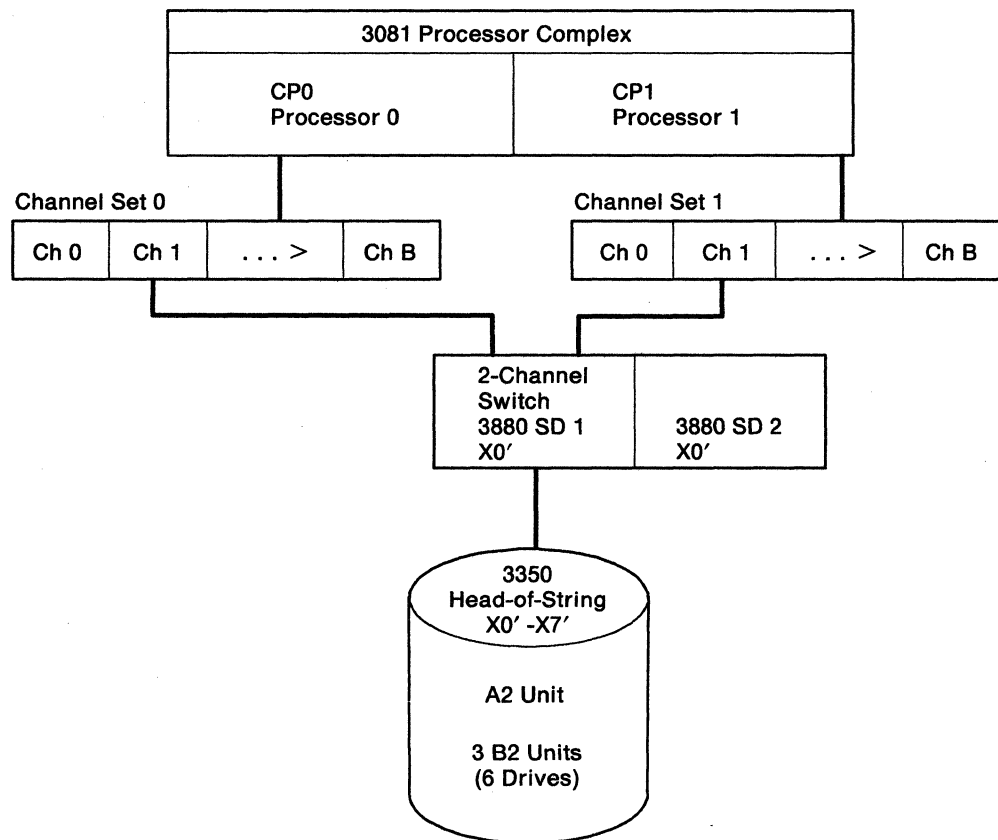 3081 Processor Complex
CP0
Processor 0
CP1
Processor 1
Channel Set 0
Channel Set 1
Ch 0
Ch 1
. . . >
Ch B
Ch 0
Ch 1
. . . >
Ch B
2-Channel
Switch
3880 SD 1
X0′
3880 SD 2
X0′
3350
Head-of-String
X0′ -X7′
A2 Unit
3 B2 Units
(6 Drives)